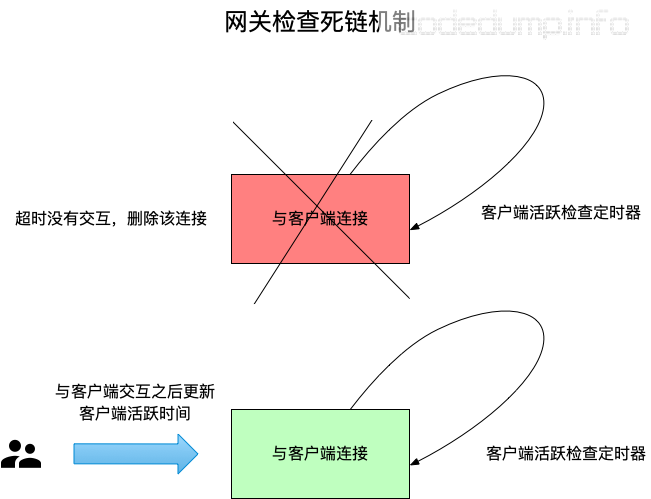 网关检查死链机制
codedump.info
超时没有交互，删除该连接
与客户端连接
客户端活跃检查定时器
与客户端交互之后更新
客户端活跃时间
与客户端连接
客户端活跃检查定时器